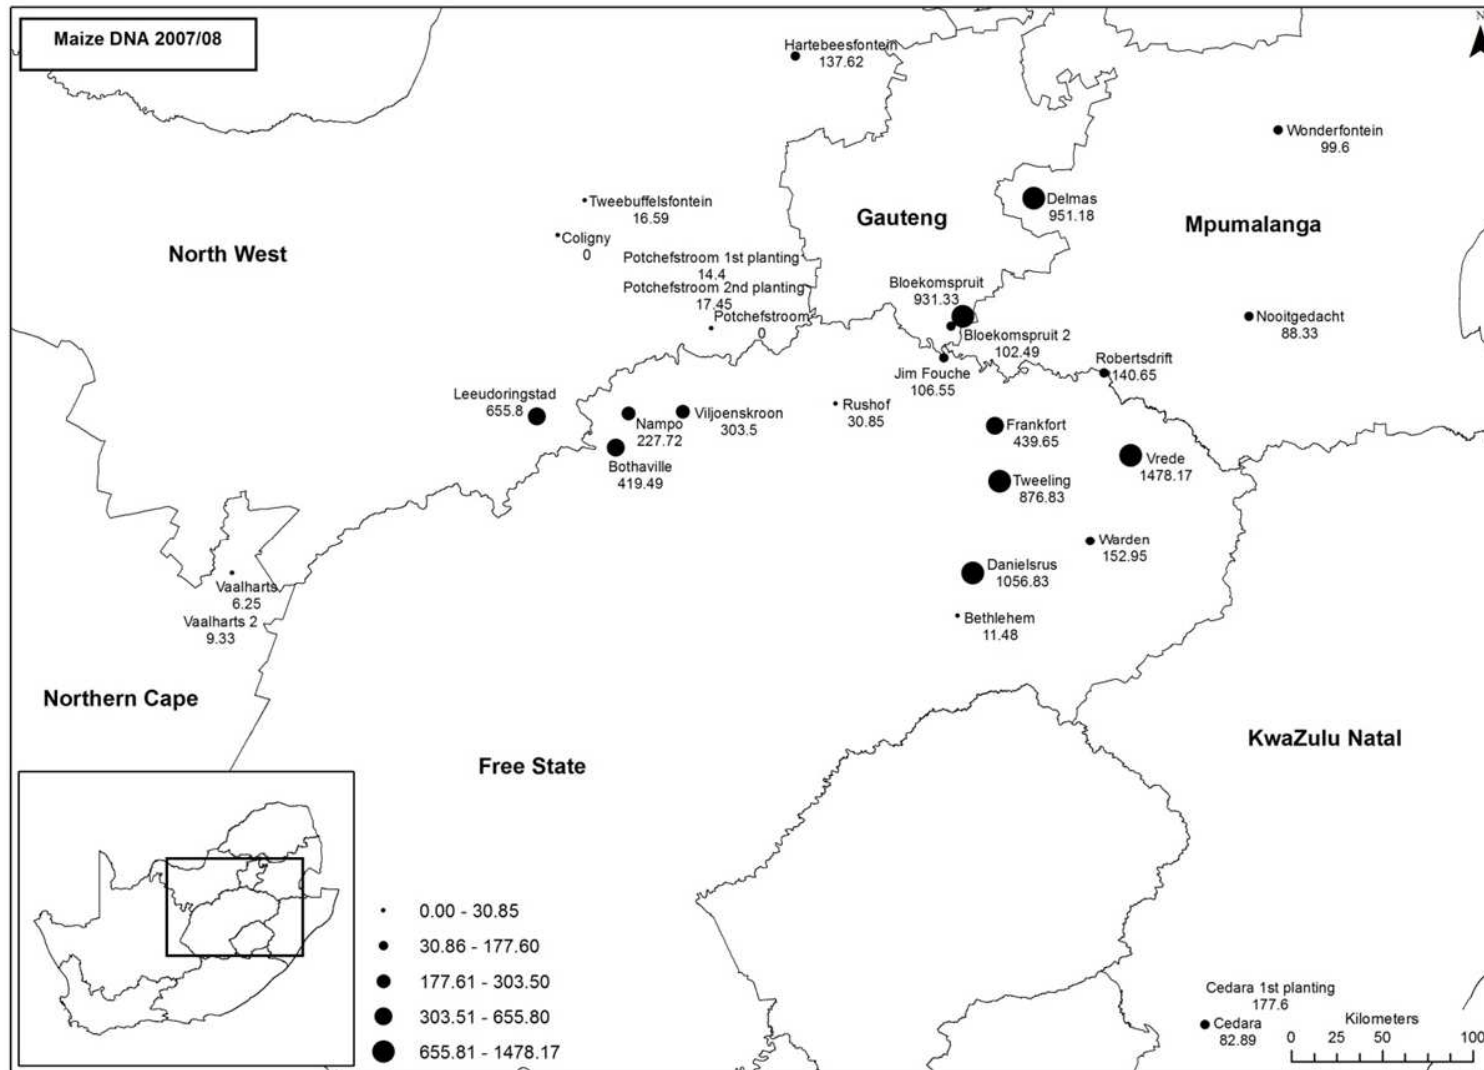 Maize DNA 2007/08
N
Hartebeesfontein
137.62
Wonderfontein
99.6
Tweebuffelsfontein
16.59
Delmas
951.18
Gauteng
Mpumalanga
North West
Coligny
0
Potchefstroom 1st planting
14.4
Potchefstroom 2nd planting
17.45
Potchefstroom
0
Bloekomspruit
931.33
Bloekomspruit 2
102.49
Nooitgedacht
88.33
Jim Fouche
106.55
Robertsdrift
140.65
Leeudoringstad
655.8
Nampo
227.72
Viljoenskroon
303.5
Rushof
30.85
Frankfort
439.65
Bothaville
419.49
Vrede
1478.17
Tweeling
876.83
Warden
152.95
Danielsrus
1056.83
Bethlehem
11.48
Vaalharts
6.25
Vaalharts 2
9.33
Northern Cape
Free State
KwaZulu Natal
0.00 - 30.85
30.86 - 177.60
177.61 - 303.50
303.51 - 655.80
655.81 - 1478.17
Cedara 1st planting
177.6
Cedara
82.89
Kilometers
0 25 50 100